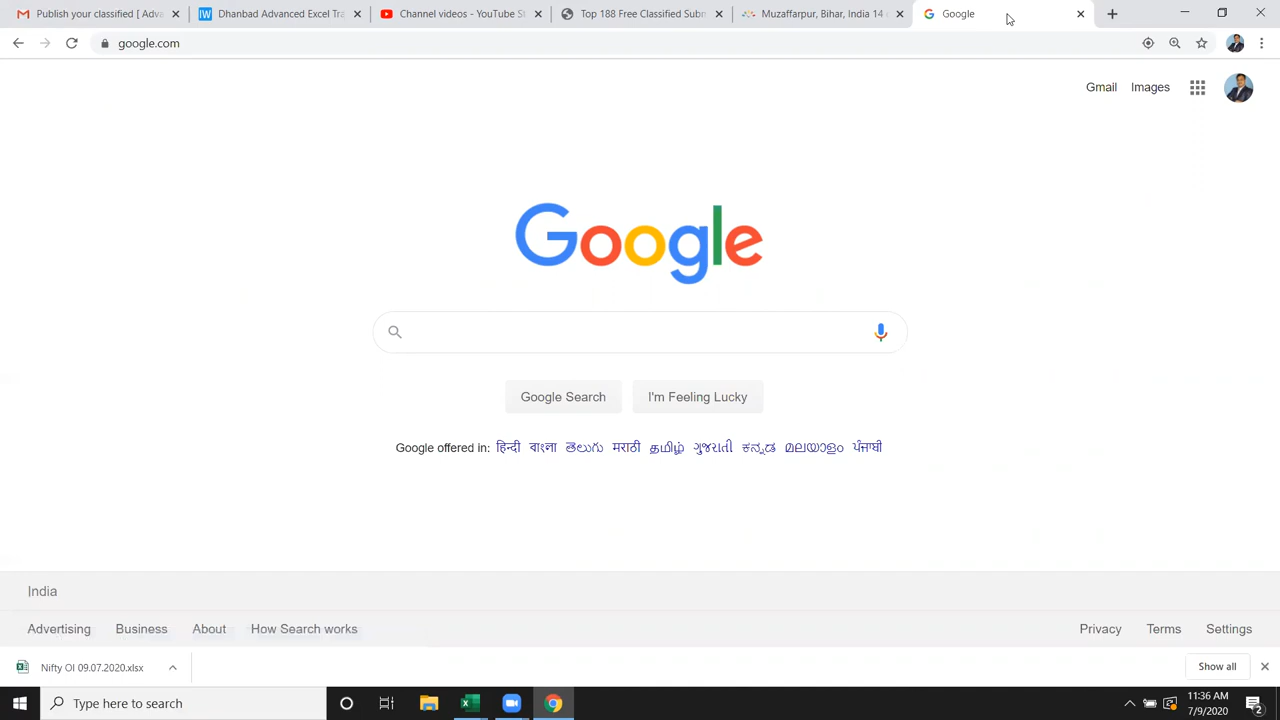 Publish your classified [ Adva
Dhanbad Advanced Excel Tra
Channel videos - YouTube St
Top 188 Free Classified Subm
Muzaffarpur, Bihar, India 14
Google
google.com
Gmail Images
Google
Google Search I'm Feeling Lucky
Google offered in: हिन्दी বাংলা తెలుగు मराठी தமிழ் ગુજરાતી ಕನ್ನಡ മലയാളം ਪੰਜਾਬੀ
India
Advertising Business About How Search works Privacy Terms Settings
Nifty OI 09.07.2020.xlsx Show all
Type here to search
11:36 AM
7/9/2020
2